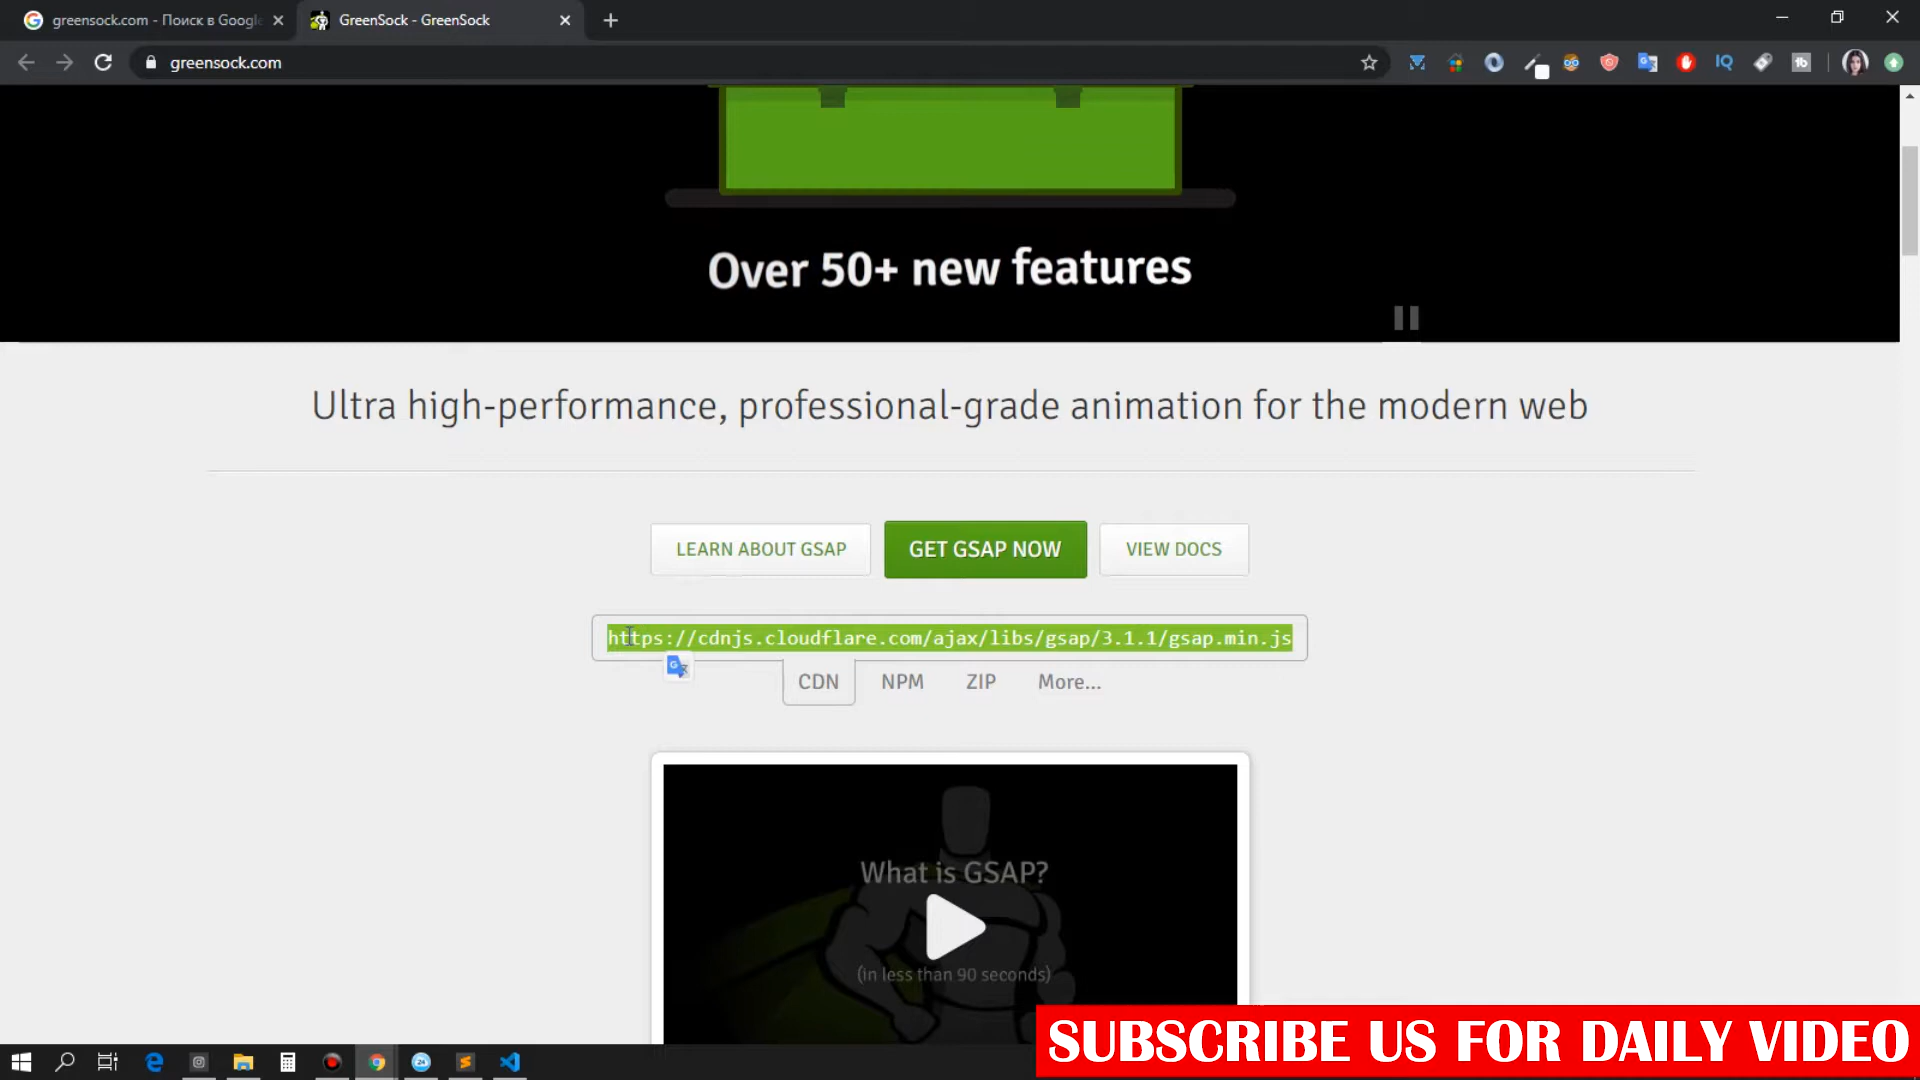 greensock.com - Поиск в Google
GreenSock - GreenSock
greensock.com
Over 50+ new features
Ultra high-performance, professional-grade animation for the modern web
LEARN ABOUT GSAP
GET GSAP NOW
VIEW DOCS
https://cdnjs.cloudflare.com/ajax/libs/gsap/3.1.1/gsap.min.js
CDN
NPM
ZIP
More...
What is GSAP?
(in less than 90 seconds)
SUBSCRIBE US FOR DAILY VIDEO